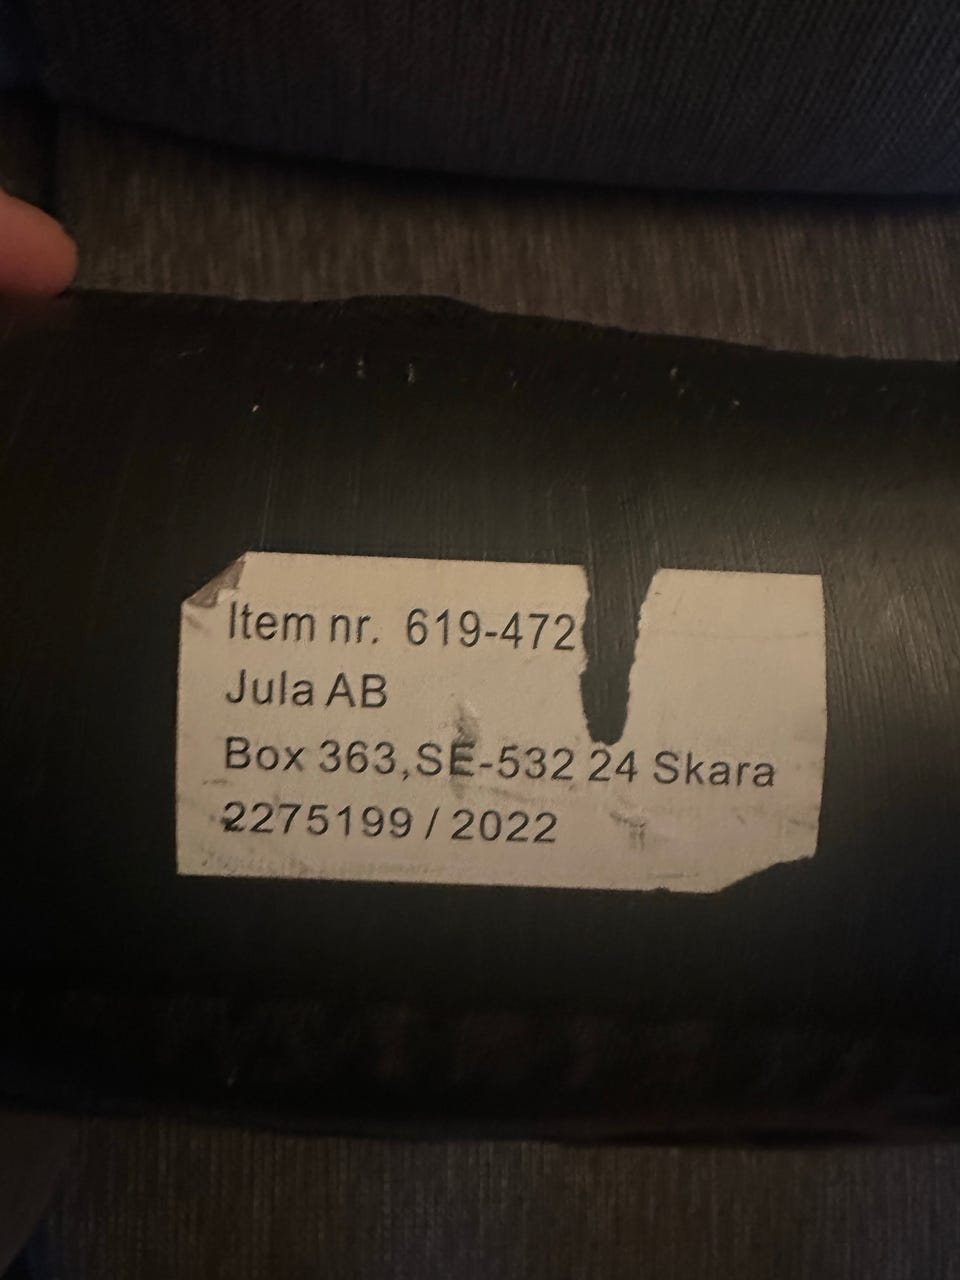 Item nr. 619-472
Jula AB
Box 363,SE-532 24 Skara
2275199 / 2022